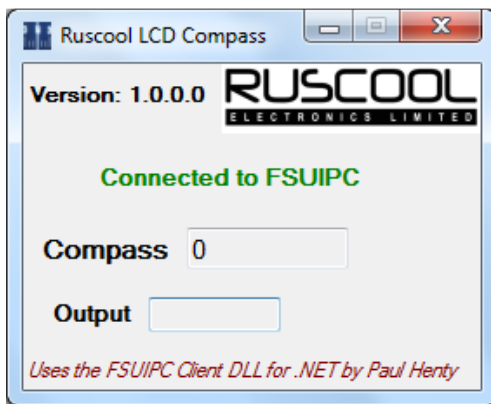 Ruscool LCD Compass
Version: 1.0.0.0
RUSCOOL
ELECTRONICS LIMITED
Connected to FSUIPC
Compass 0
Output
Uses the FSUIPC Client DLL for .NET by Paul Henty